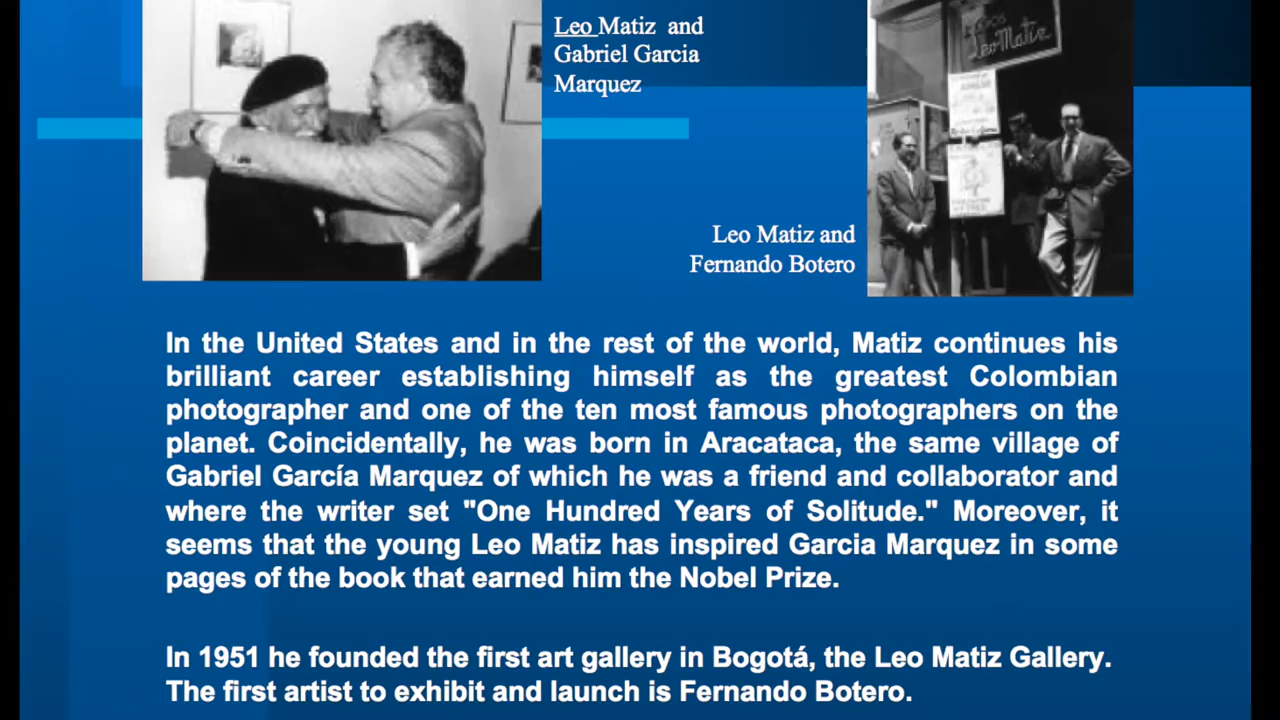 Leo Matiz and
Gabriel Garcia
Marquez
Leo Matiz
Leo Matiz and
Fernando Botero
In the United States and in the rest of the world, Matiz continues his
brilliant career establishing himself as the greatest Colombian
photographer and one of the ten most famous photographers on the
planet. Coincidentally, he was born in Aracataca, the same village of
Gabriel García Marquez of which he was a friend and collaborator and
where the writer set "One Hundred Years of Solitude." Moreover, it
seems that the young Leo Matiz has inspired Garcia Marquez in some
pages of the book that earned him the Nobel Prize.
In 1951 he founded the first art gallery in Bogotá, the Leo Matiz Gallery.
The first artist to exhibit and launch is Fernando Botero.